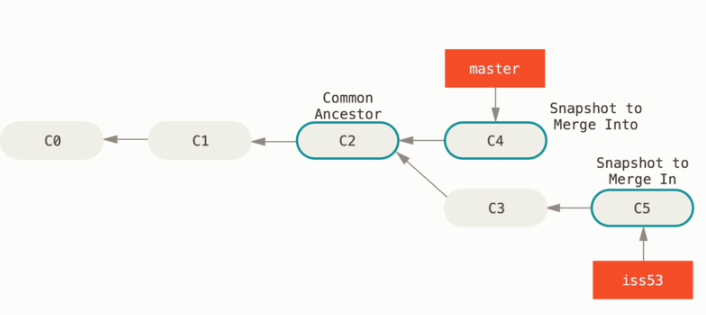 master
Common
Ancestor
Snapshot to
Merge Into
C0
C1
C2
C4
Snapshot to
Merge In
C3
C5
iss53